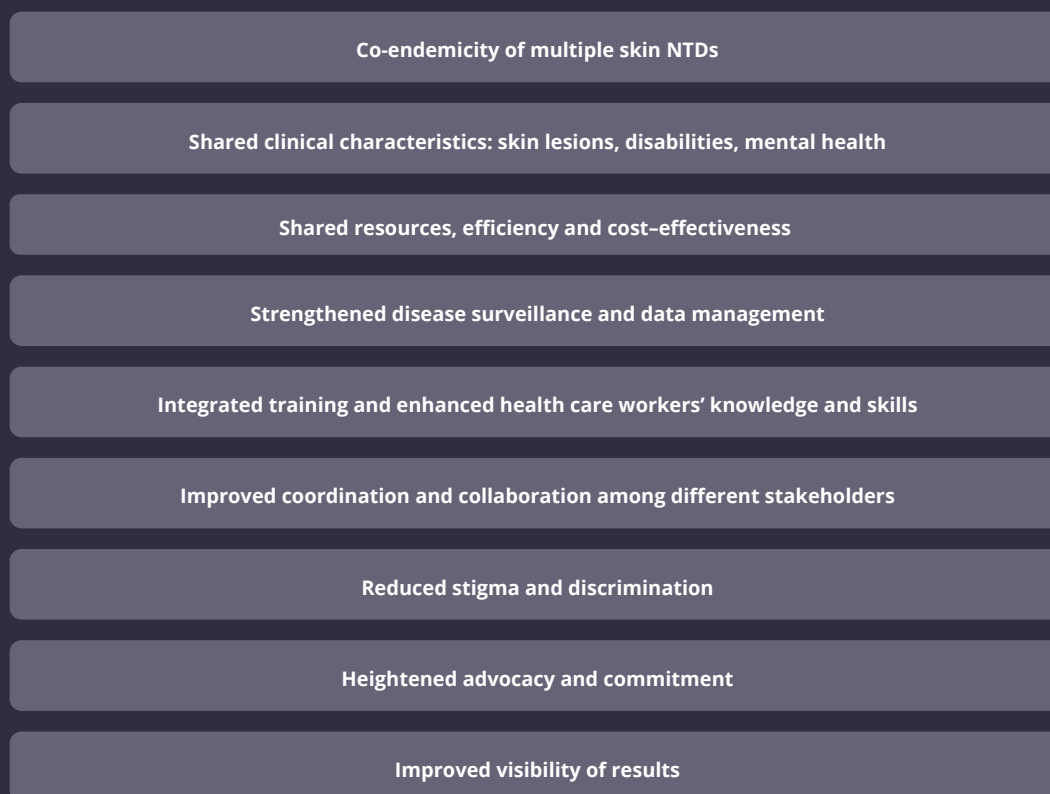 Co-endemicity of multiple skin NTDs
Shared clinical characteristics: skin lesions, disabilities, mental health
Shared resources, efficiency and cost–effectiveness
Strengthened disease surveillance and data management
Integrated training and enhanced health care workers’ knowledge and skills
Improved coordination and collaboration among different stakeholders
Reduced stigma and discrimination
Heightened advocacy and commitment
Improved visibility of results